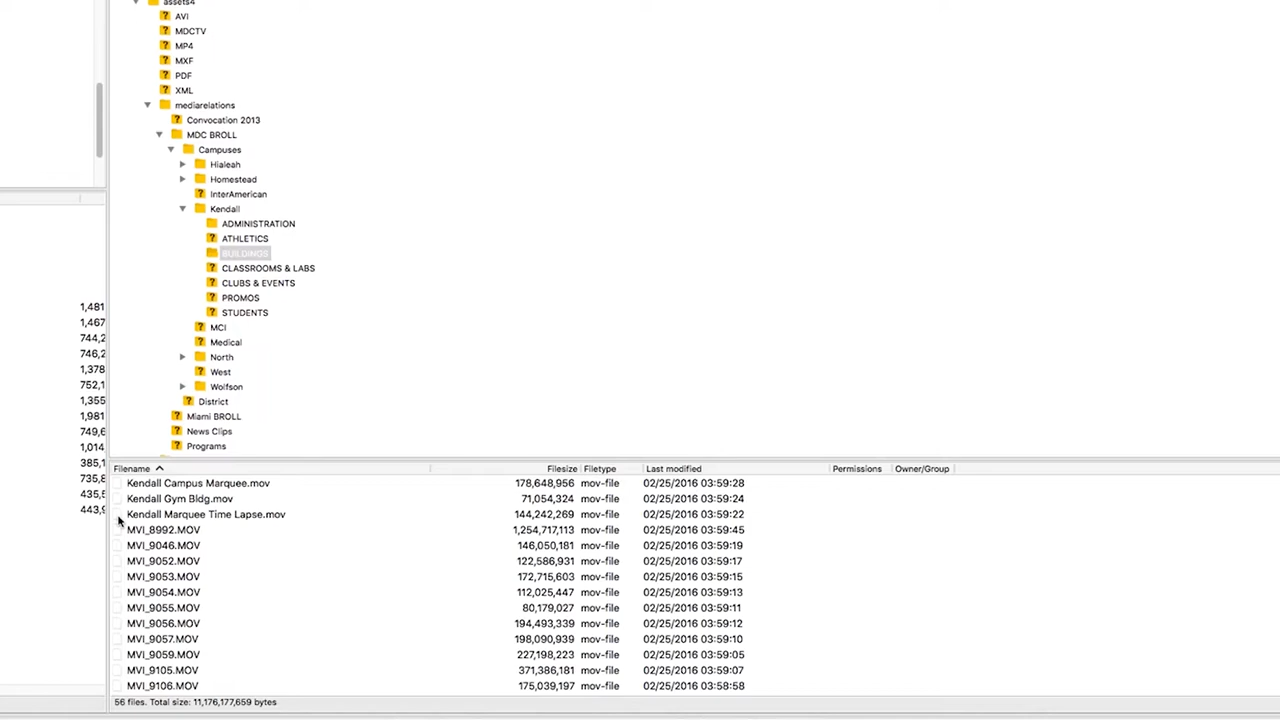 assets4
AVI
MDCTV
MP4
MXF
PDF
XML
mediarelations
Convocation 2013
MDC BROLL
Campuses
Hialeah
Homestead
InterAmerican
Kendall
ADMINISTRATION
ATHLETICS
BUILDINGS
CLASSROOMS & LABS
CLUBS & EVENTS
PROMOS
STUDENTS
MCI
Medical
North
West
Wolfson
District
Miami BROLL
News Clips
Programs
1,481
1,467
744,2
746,2
1,378
752,1
1,355
1,981
749,6
1,014
385,1
735,8
435,5
443,9
Filename Filesize Filetype Last modified Permissions Owner/Group
Kendall Campus Marquee.mov 178,648,956 mov-file 02/25/2016 03:59:28
Kendall Gym Bldg.mov 71,054,324 mov-file 02/25/2016 03:59:24
Kendall Marquee Time Lapse.mov 144,242,269 mov-file 02/25/2016 03:59:22
MVI_8992.MOV 1,254,717,113 mov-file 02/25/2016 03:59:45
MVI_9046.MOV 146,050,181 mov-file 02/25/2016 03:59:19
MVI_9052.MOV 122,586,931 mov-file 02/25/2016 03:59:17
MVI_9053.MOV 172,715,603 mov-file 02/25/2016 03:59:15
MVI_9054.MOV 112,025,447 mov-file 02/25/2016 03:59:13
MVI_9055.MOV 80,179,027 mov-file 02/25/2016 03:59:11
MVI_9056.MOV 194,493,339 mov-file 02/25/2016 03:59:12
MVI_9057.MOV 198,090,939 mov-file 02/25/2016 03:59:10
MVI_9059.MOV 227,198,223 mov-file 02/25/2016 03:59:05
MVI_9105.MOV 371,386,181 mov-file 02/25/2016 03:59:07
MVI_9106.MOV 175,039,197 mov-file 02/25/2016 03:58:58
56 files. Total size: 11,176,177,659 bytes